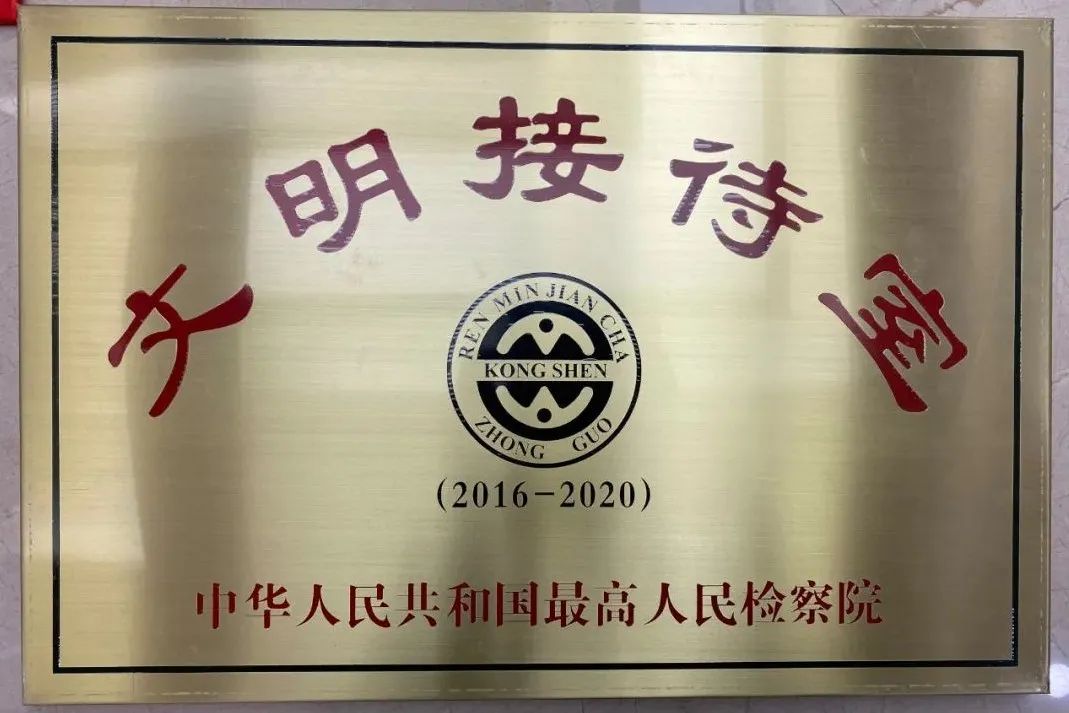 文明接待室
REN MIN JIAN CHA
KONG SHEN
ZHONG GUO
(2016-2020)
中华人民共和国最高人民检察院